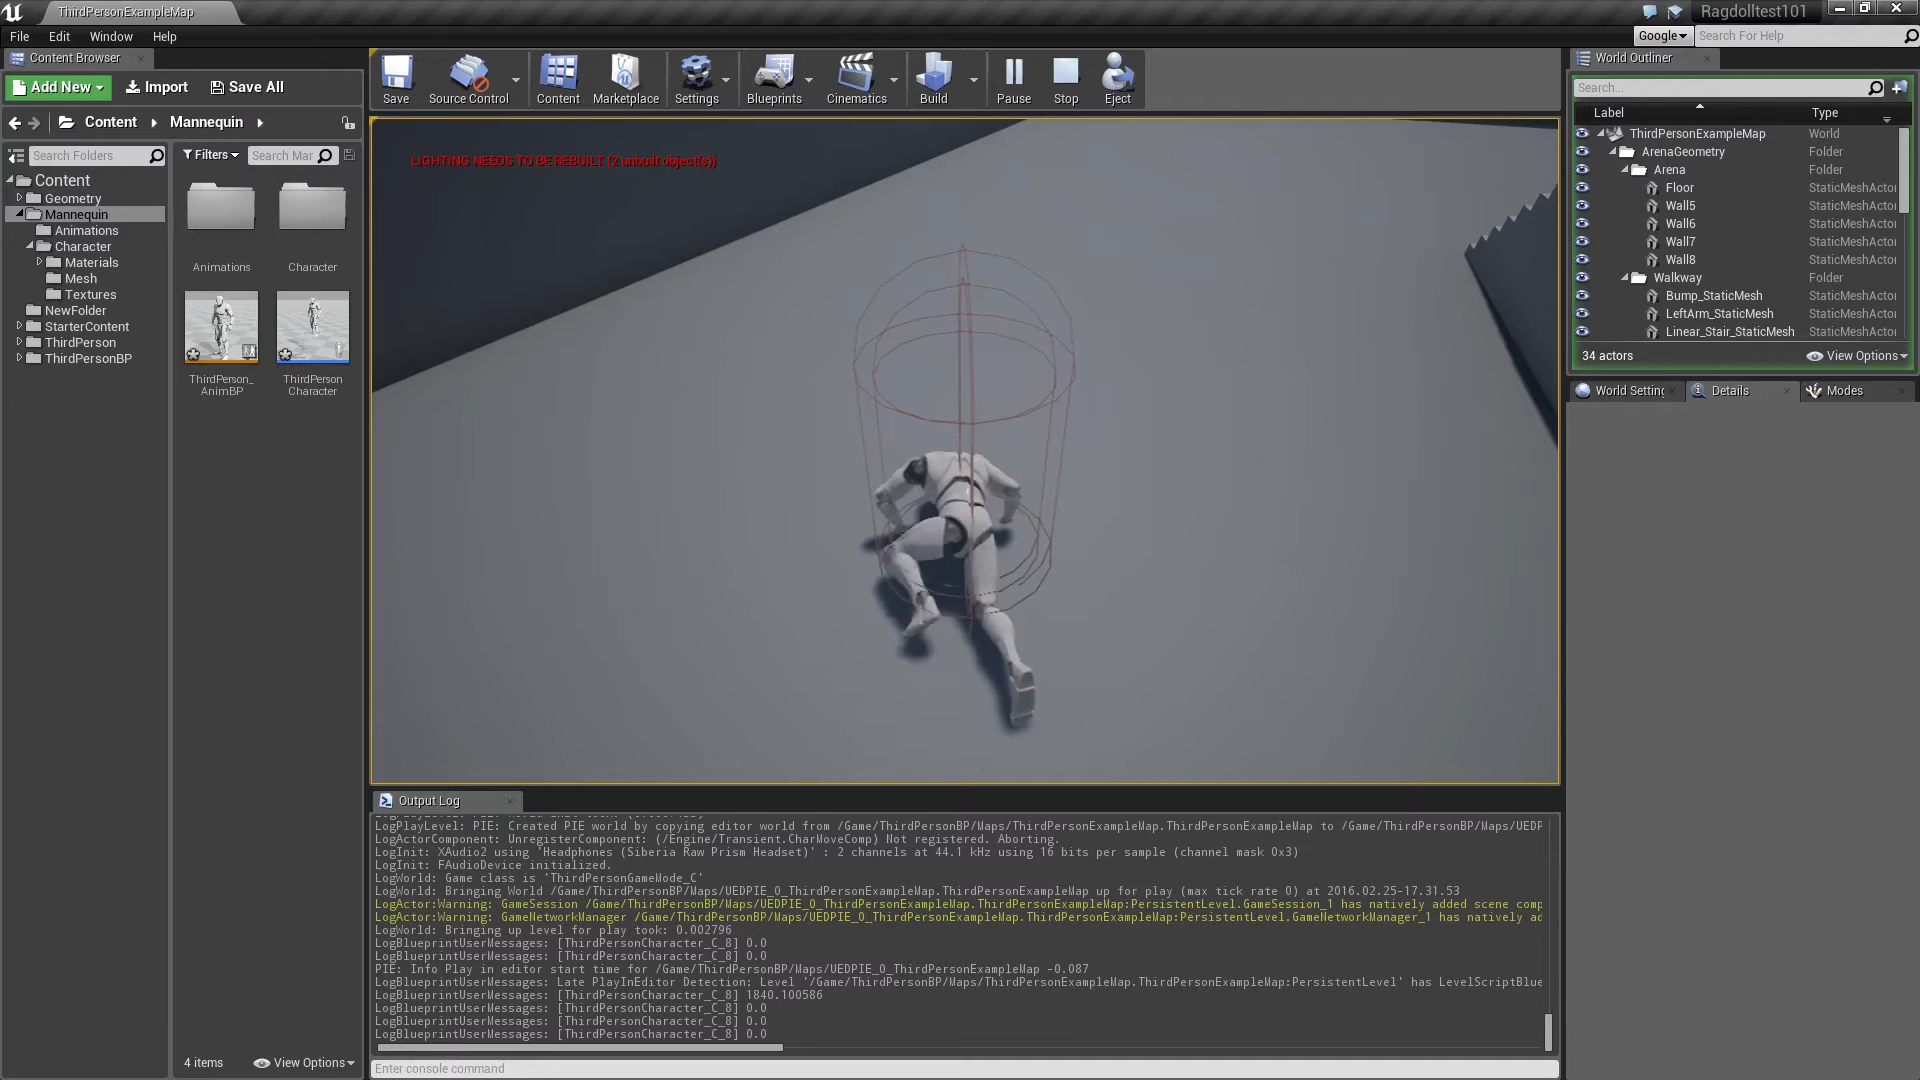 ThirdPersonExampleMap
Ragdolltest101
File Edit Window Help
Google
Search For Help
Content Browser
Add New
Import
Save All
Content
Mannequin
Search Folders
Filters
Search Mar
Content
Geometry
Mannequin
Animations
Character
Materials
Mesh
Textures
NewFolder
StarterContent
ThirdPerson
ThirdPersonBP
Animations
Character
ThirdPerson_
AnimBP
ThirdPerson
Character
4 items
View Options
Save
Source Control
Content
Marketplace
Settings
Blueprints
Cinematics
Build
Pause
Stop
Eject
LIGHTING NEEDS TO BE REBUILT (2 unbuilt object(s))
Output Log
LogPlayLevel: PIE: Created PIE world by copying editor world from /Game/ThirdPersonBP/Maps/ThirdPersonExampleMap.ThirdPersonExampleMap to /Game/ThirdPersonBP/Maps/UEDP
LogActorComponent: UnregisterComponent: (/Engine/Transient.CharMoveComp) Not registered. Aborting.
LogInit: XAudio2 using 'Headphones (Siberia Raw Prism Headset)' : 2 channels at 44.1 kHz using 16 bits per sample (channel mask 0x3)
LogInit: FAudioDevice initialized.
LogWorld: Game class is 'ThirdPersonGameMode_C'
LogWorld: Bringing World /Game/ThirdPersonBP/Maps/UEDPIE_0_ThirdPersonExampleMap.ThirdPersonExampleMap up for play (max tick rate 0) at 2016.02.25-17.31.53
LogActor:Warning: GameSession /Game/ThirdPersonBP/Maps/UEDPIE_0_ThirdPersonExampleMap.ThirdPersonExampleMap:PersistentLevel.GameSession_1 has natively added scene comp
LogActor:Warning: GameNetworkManager /Game/ThirdPersonBP/Maps/UEDPIE_0_ThirdPersonExampleMap.ThirdPersonExampleMap:PersistentLevel.GameNetworkManager_1 has natively ad
LogWorld: Bringing up level for play took: 0.002796
LogBlueprintUserMessages: [ThirdPersonCharacter_C_8] 0.0
LogBlueprintUserMessages: [ThirdPersonCharacter_C_8] 0.0
PIE: Info Play in editor start time for /Game/ThirdPersonBP/Maps/UEDPIE_0_ThirdPersonExampleMap -0.087
LogBlueprintUserMessages: Late PlayInEditor Detection: Level '/Game/ThirdPersonBP/Maps/ThirdPersonExampleMap.ThirdPersonExampleMap:PersistentLevel' has LevelScriptBlue
LogBlueprintUserMessages: [ThirdPersonCharacter_C_8] 1840.100586
LogBlueprintUserMessages: [ThirdPersonCharacter_C_8] 0.0
LogBlueprintUserMessages: [ThirdPersonCharacter_C_8] 0.0
LogBlueprintUserMessages: [ThirdPersonCharacter_C_8] 0.0
Enter console command
World Outliner
Search...
Label Type
ThirdPersonExampleMap World
ArenaGeometry Folder
Arena Folder
Floor StaticMeshActor
Wall5 StaticMeshActor
Wall6 StaticMeshActor
Wall7 StaticMeshActor
Wall8 StaticMeshActor
Walkway Folder
Bump_StaticMesh StaticMeshActor
LeftArm_StaticMesh StaticMeshActor
Linear_Stair_StaticMesh StaticMeshActor
34 actors
View Options
World Setting
Details
Modes